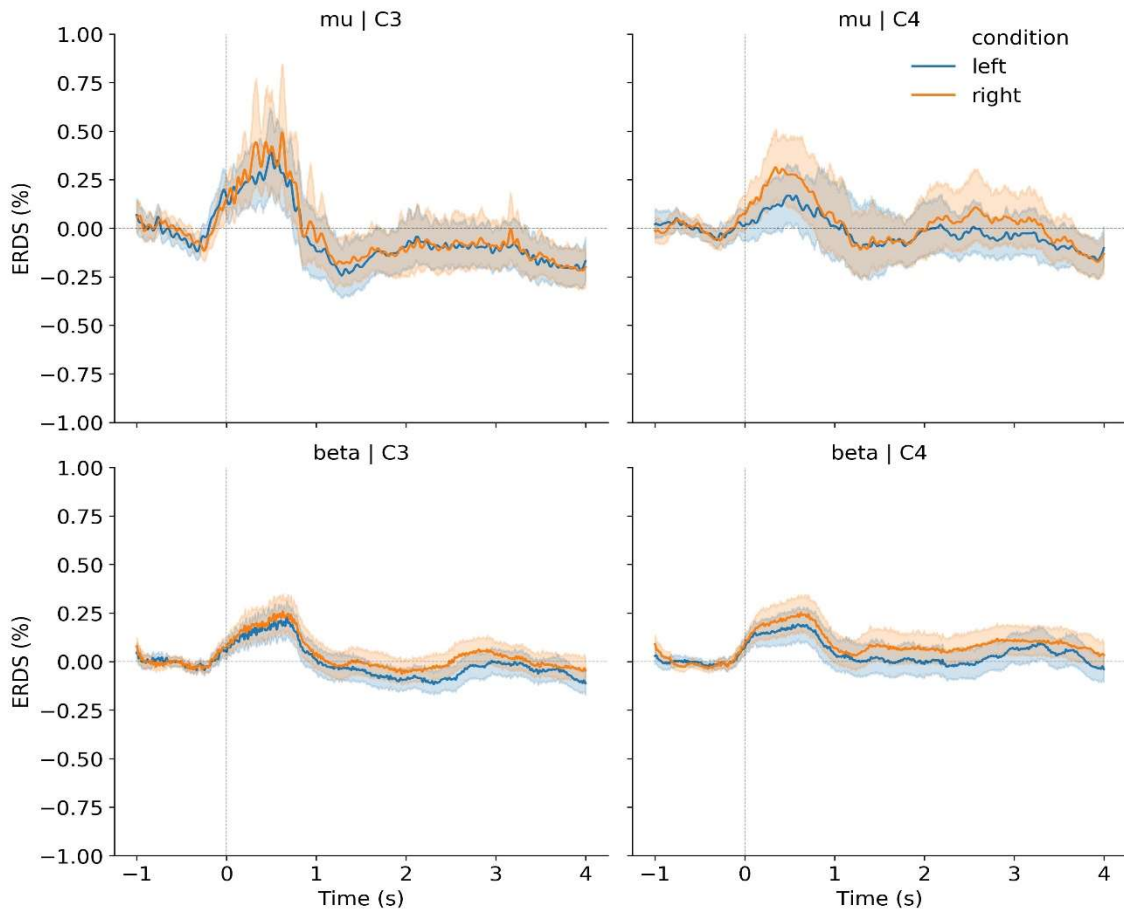 mu | C3
mu | C4
condition
left
right
ERDS (%)
1.00
0.75
0.50
0.25
0.00
−0.25
−0.50
−0.75
−1.00
beta | C3
beta | C4
ERDS (%)
1.00
0.75
0.50
0.25
0.00
−0.25
−0.50
−0.75
−1.00
−1 0 1 2 3 4
−1 0 1 2 3 4
Time (s)
Time (s)